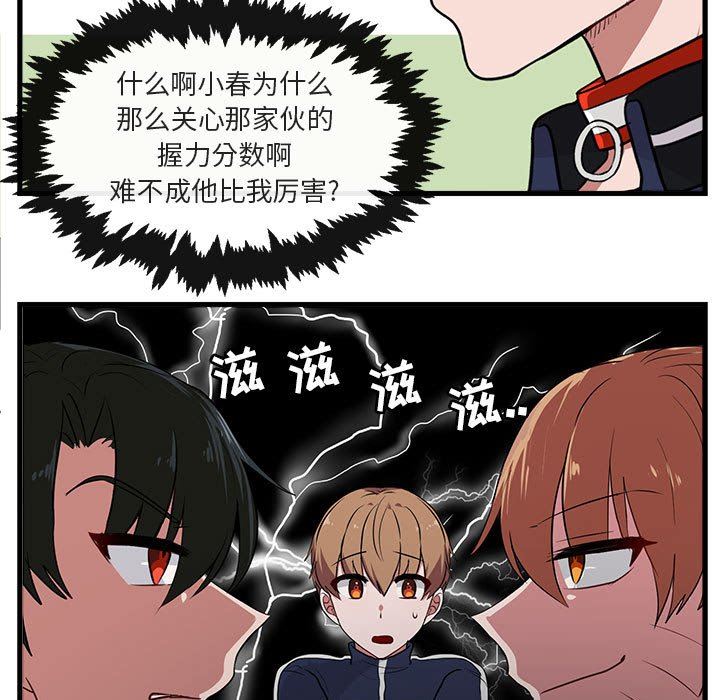 什么啊小春为什么
那么关心那家伙的
握力分数啊
难不成他比我厉害?
滋 滋 滋 滋..